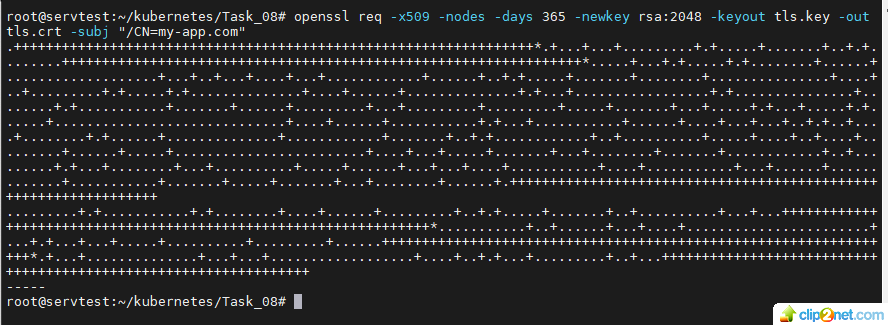 root@servtest:~/kubernetes/Task_08# openssl req -x509 -nodes -days 365 -newkey rsa:2048 -keyout tls.key -out
tls.crt -subj "/CN=my-app.com"
-----
root@servtest:~/kubernetes/Task_08#
clip2net.com